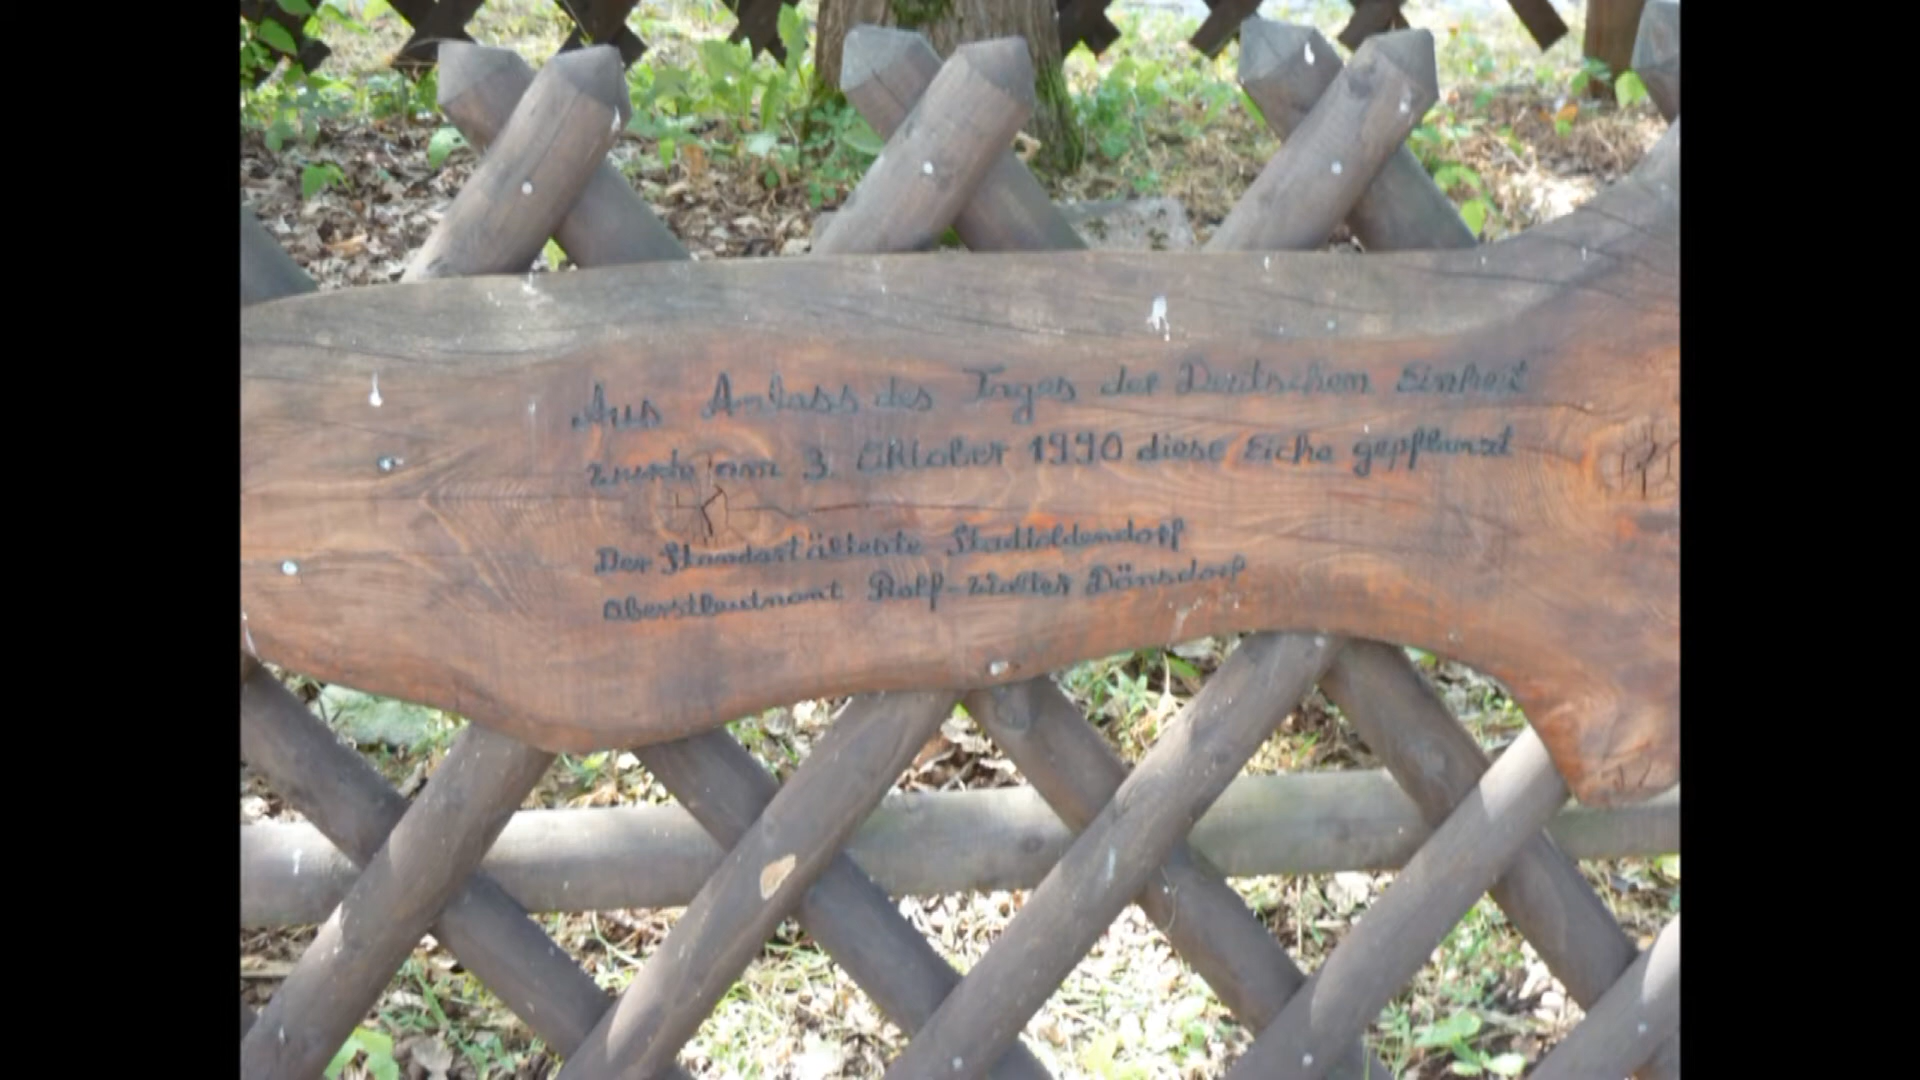 Aus Anlass des Tages der Deutschen Einheit
wurde am 3. Oktober 1990 diese Eiche gepflanzt
Der Standortälteste Stadtoldendorf
Oberstleutnant Rolf-Walter Dönsdorf